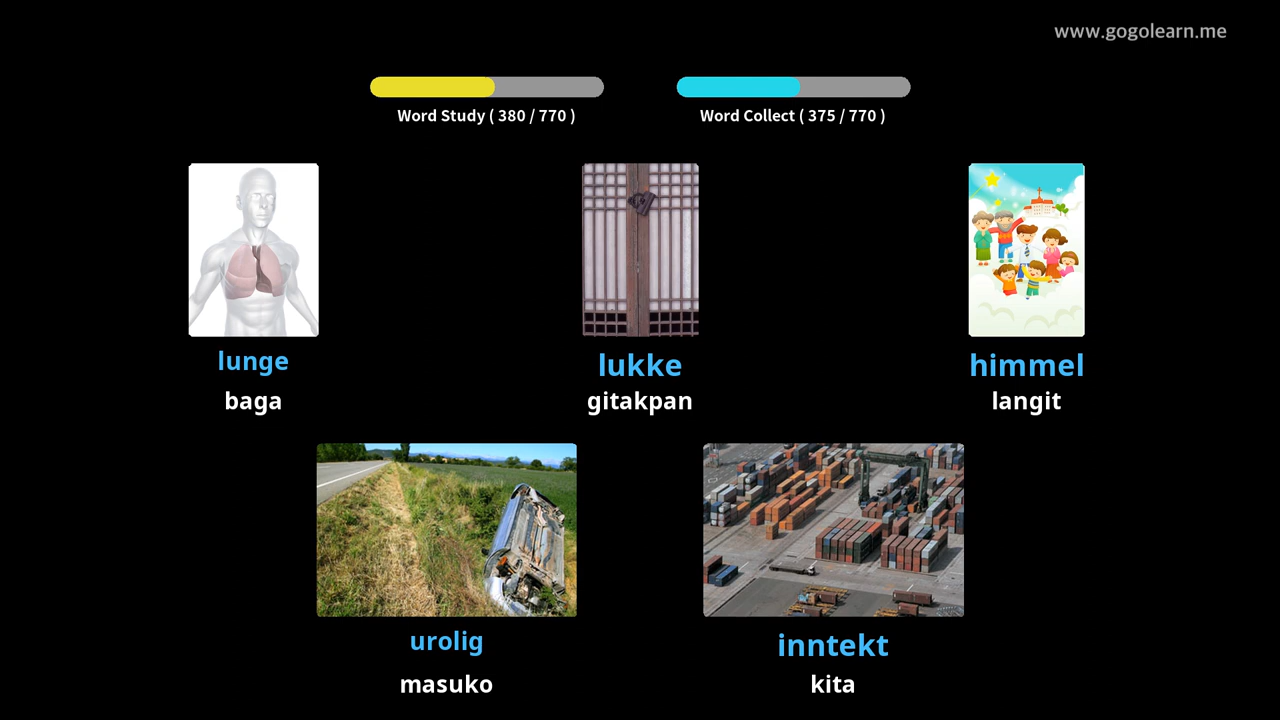 www.gogolearn.me
Word Study ( 380 / 770 )
Word Collect ( 375 / 770 )
lunge
baga
lukke
gitakpan
himmel
langit
urolig
masuko
inntekt
kita